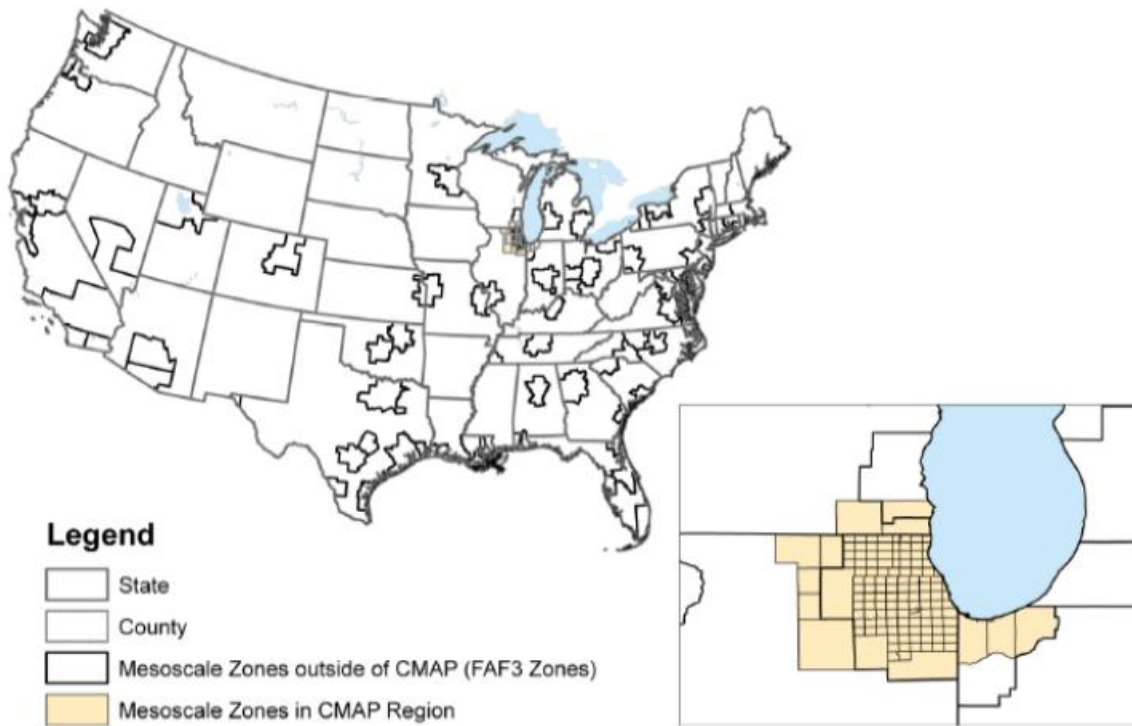 Legend
State
County
Mesoscale Zones outside of CMAP (FAF3 Zones)
Mesoscale Zones in CMAP Region